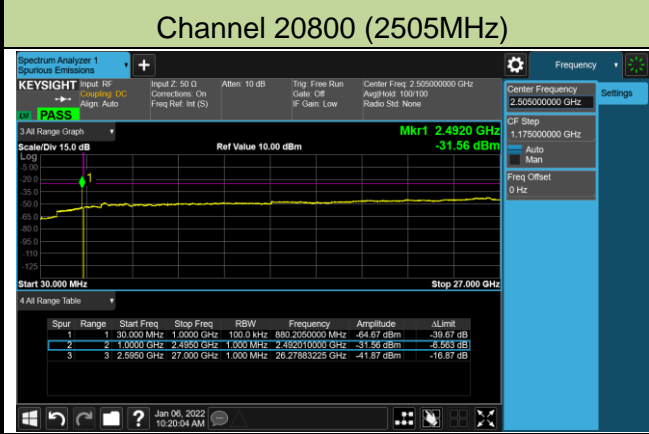 Channel 20800 (2505MHz)
Spectrum Analyzer 1
Spurious Emissions
Frequency
KEYSIGHT Input: RF Input Z: 50 Ω Atten: 10 dB Trig: Free Run Center Freq: 2.505000000 GHz
Coupling: DC Corrections: On Gate: Off Avg|Hold: 100/100
Align: Auto Freq Ref: Int (S) IF Gain: Low Radio Std: None
PASS
Center Frequency
2.505000000 GHz
Settings
CF Step
1.175000000 GHz
Auto
Man
Freq Offset
0 Hz
3 All Range Graph
Mkr1 2.4920 GHz
Scale/Div 15.0 dB Ref Value 10.00 dBm -31.56 dBm
Log
-5.00
-20.0
-35.0
-50.0
-65.0
-80.0
-95.0
-110
-125
1
Start 30.000 MHz Stop 27.000 GHz
4 All Range Table
Spur Range Start Freq Stop Freq RBW Frequency Amplitude ΔLimit
1 1 30.000 MHz 1.0000 GHz 100.0 kHz 880.2050000 MHz -64.67 dBm -39.67 dB
2 2 1.0000 GHz 2.4950 GHz 1.000 MHz 2.492010000 GHz -31.56 dBm -6.563 dB
3 3 2.5950 GHz 27.000 GHz 1.000 MHz 26.27883225 GHz -41.87 dBm -16.87 dB
Jan 06, 2022
10:20:04 AM